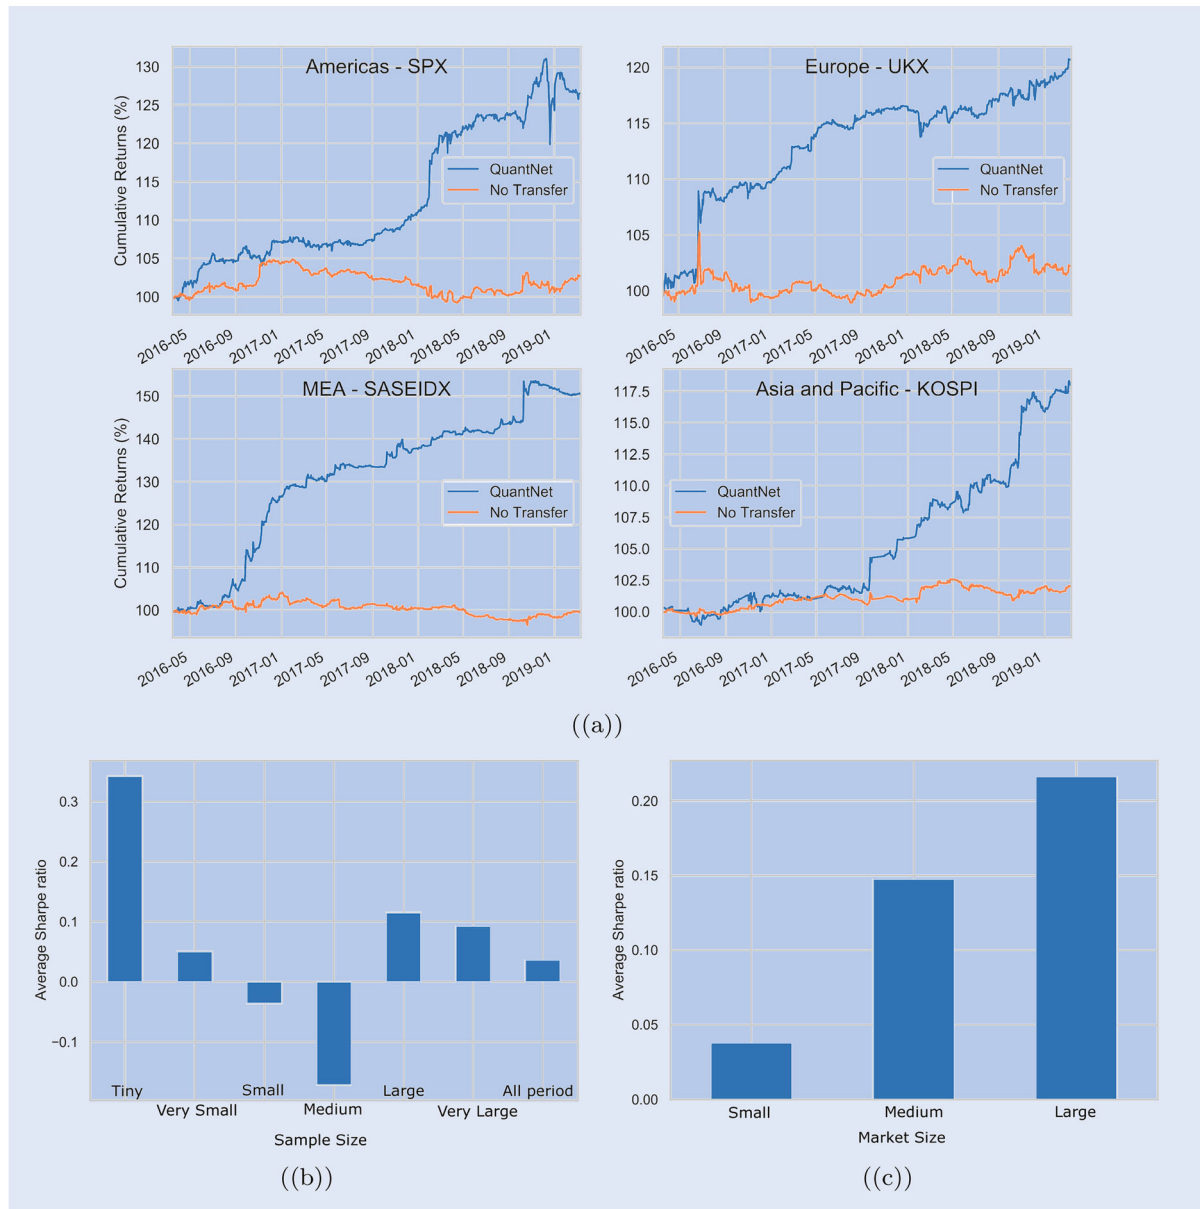 Americas - SPX
Cumulative Returns (%)
130
125
120
115
110
105
100
QuantNet
No Transfer
2016-05
2016-09
2017-01
2017-05
2017-09
2018-01
2018-05
2018-09
2019-01
Europe - UKX
120
115
110
105
100
QuantNet
No Transfer
2016-05
2016-09
2017-01
2017-05
2017-09
2018-01
2018-05
2018-09
2019-01
MEA - SASEIDX
Cumulative Returns (%)
150
140
130
120
110
100
QuantNet
No Transfer
2016-05
2016-09
2017-01
2017-05
2017-09
2018-01
2018-05
2018-09
2019-01
Asia and Pacific - KOSPI
117.5
115.0
112.5
110.0
107.5
105.0
102.5
100.0
QuantNet
No Transfer
2016-05
2016-09
2017-01
2017-05
2017-09
2018-01
2018-05
2018-09
2019-01
((a))
Average Sharpe ratio
0.3
0.2
0.1
0.0
−0.1
Tiny
Very Small
Small
Medium
Large
Very Large
All period
Sample Size
((b))
Average Sharpe ratio
0.20
0.15
0.10
0.05
0.00
Small
Medium
Large
Market Size
((c))